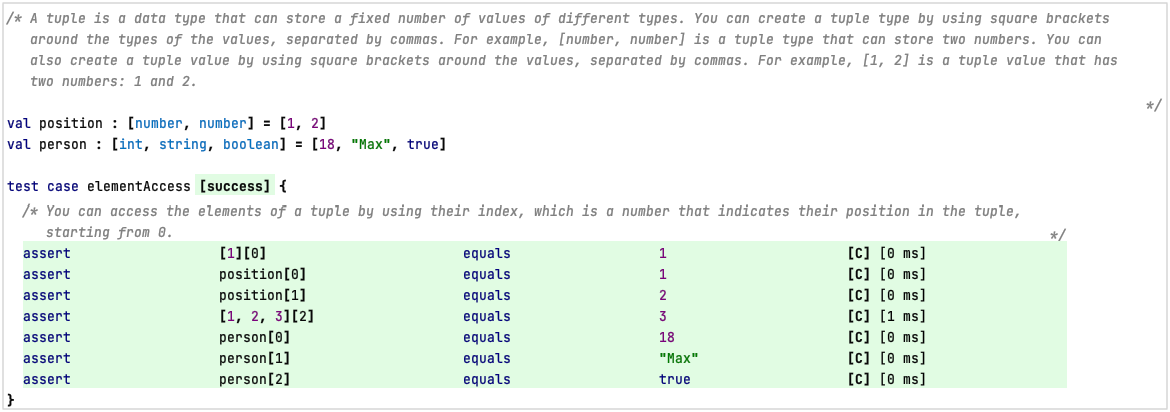 /* A tuple is a data type that can store a fixed number of values of different types. You can create a tuple type by using square brackets
around the types of the values, separated by commas. For example, [number, number] is a tuple type that can store two numbers. You can
also create a tuple value by using square brackets around the values, separated by commas. For example, [1, 2] is a tuple value that has
two numbers: 1 and 2.
*/
val position : [number, number] = [1, 2]
val person : [int, string, boolean] = [18, "Max", true]
test case elementAccess [success] {
/* You can access the elements of a tuple by using their index, which is a number that indicates their position in the tuple,
starting from 0.
*/
assert [1][0] equals 1 [C] [0 ms]
assert position[0] equals 1 [C] [0 ms]
assert position[1] equals 2 [C] [0 ms]
assert [1, 2, 3][2] equals 3 [C] [1 ms]
assert person[0] equals 18 [C] [0 ms]
assert person[1] equals "Max" [C] [0 ms]
assert person[2] equals true [C] [0 ms]
}